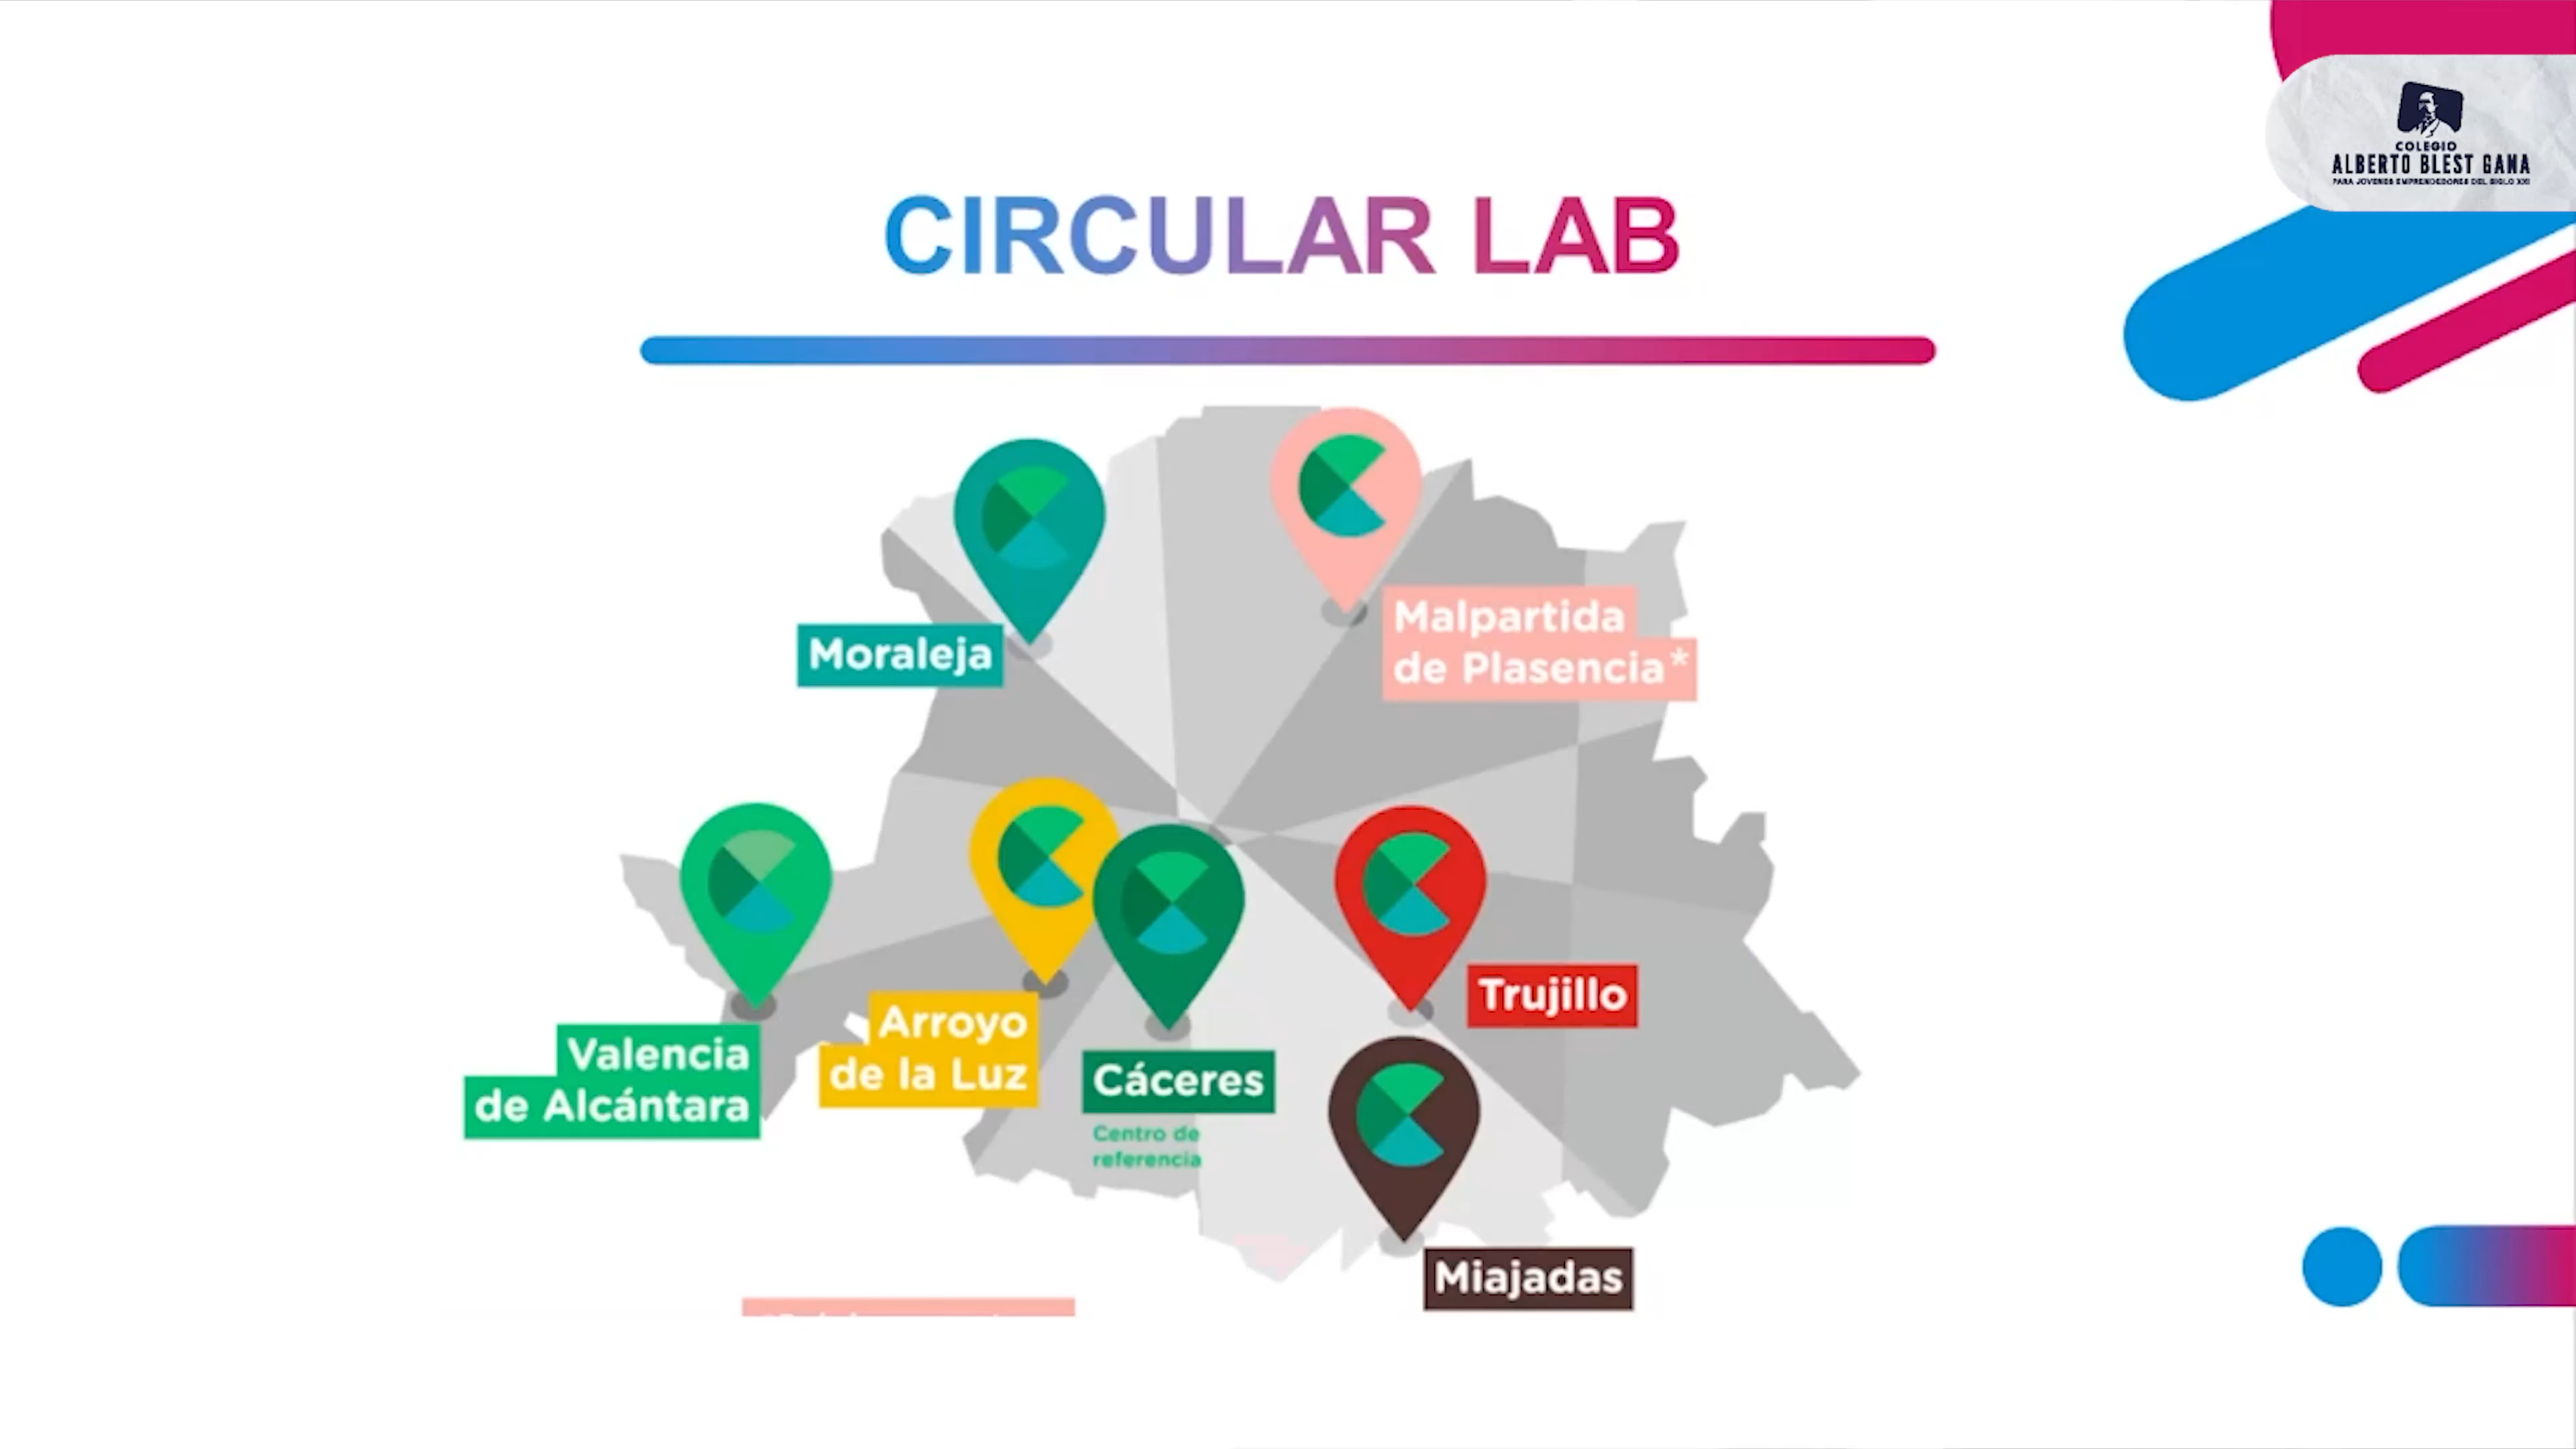 COLEGIO
ALBERTO BLEST GANA
PARA JOVENES EMPRENDEDORES DEL SIGLO XXI
CIRCULAR LAB
Moraleja
Malpartida
de Plasencia*
Valencia
de Alcántara
Arroyo
de la Luz
Cáceres
Centro de
referencia
Trujillo
Miajadas